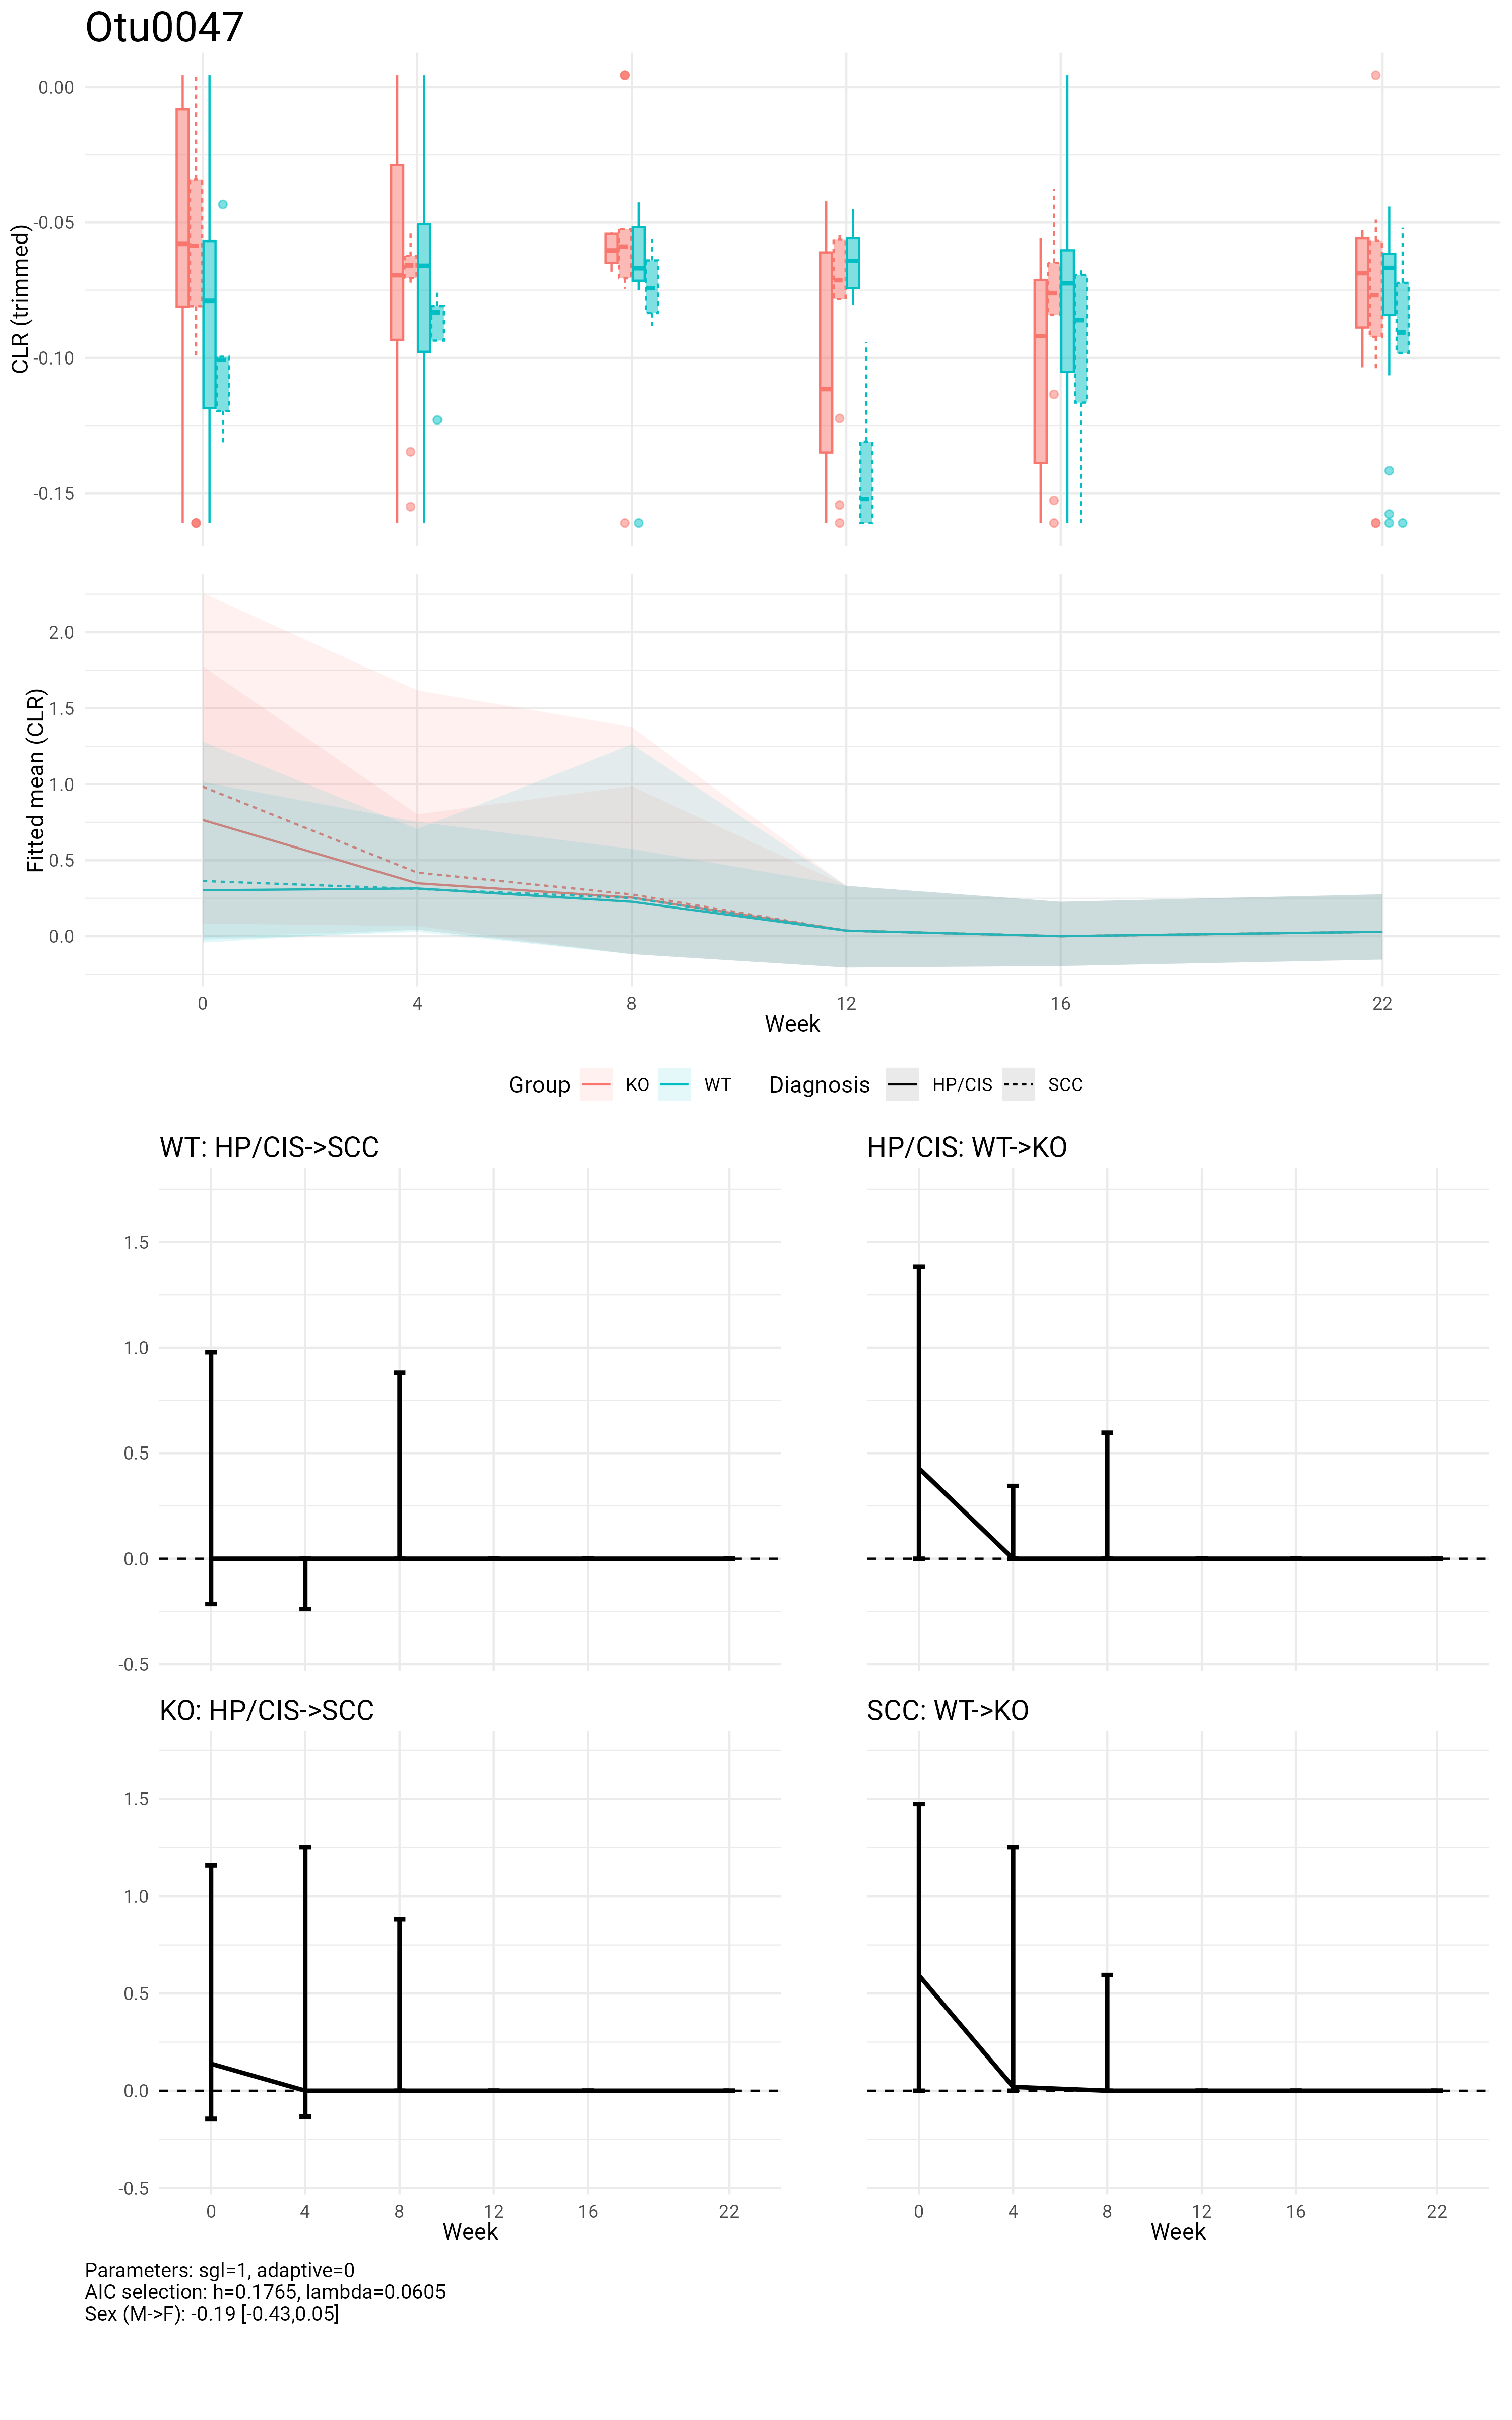 Otu0047
CLR (trimmed)
0.00
-0.05
-0.10
-0.15
Fitted mean (CLR)
2.0
1.5
1.0
0.5
0.0
0 4 8 12 16 22
Week
Group KO WT Diagnosis HP/CIS SCC
WT: HP/CIS->SCC
1.5
1.0
0.5
0.0
-0.5
HP/CIS: WT->KO
KO: HP/CIS->SCC
1.5
1.0
0.5
0.0
-0.5
0 4 8 12 16 22
Week
SCC: WT->KO
0 4 8 12 16 22
Week
Parameters: sgl=1, adaptive=0
AIC selection: h=0.1765, lambda=0.0605
Sex (M->F): -0.19 [-0.43,0.05]